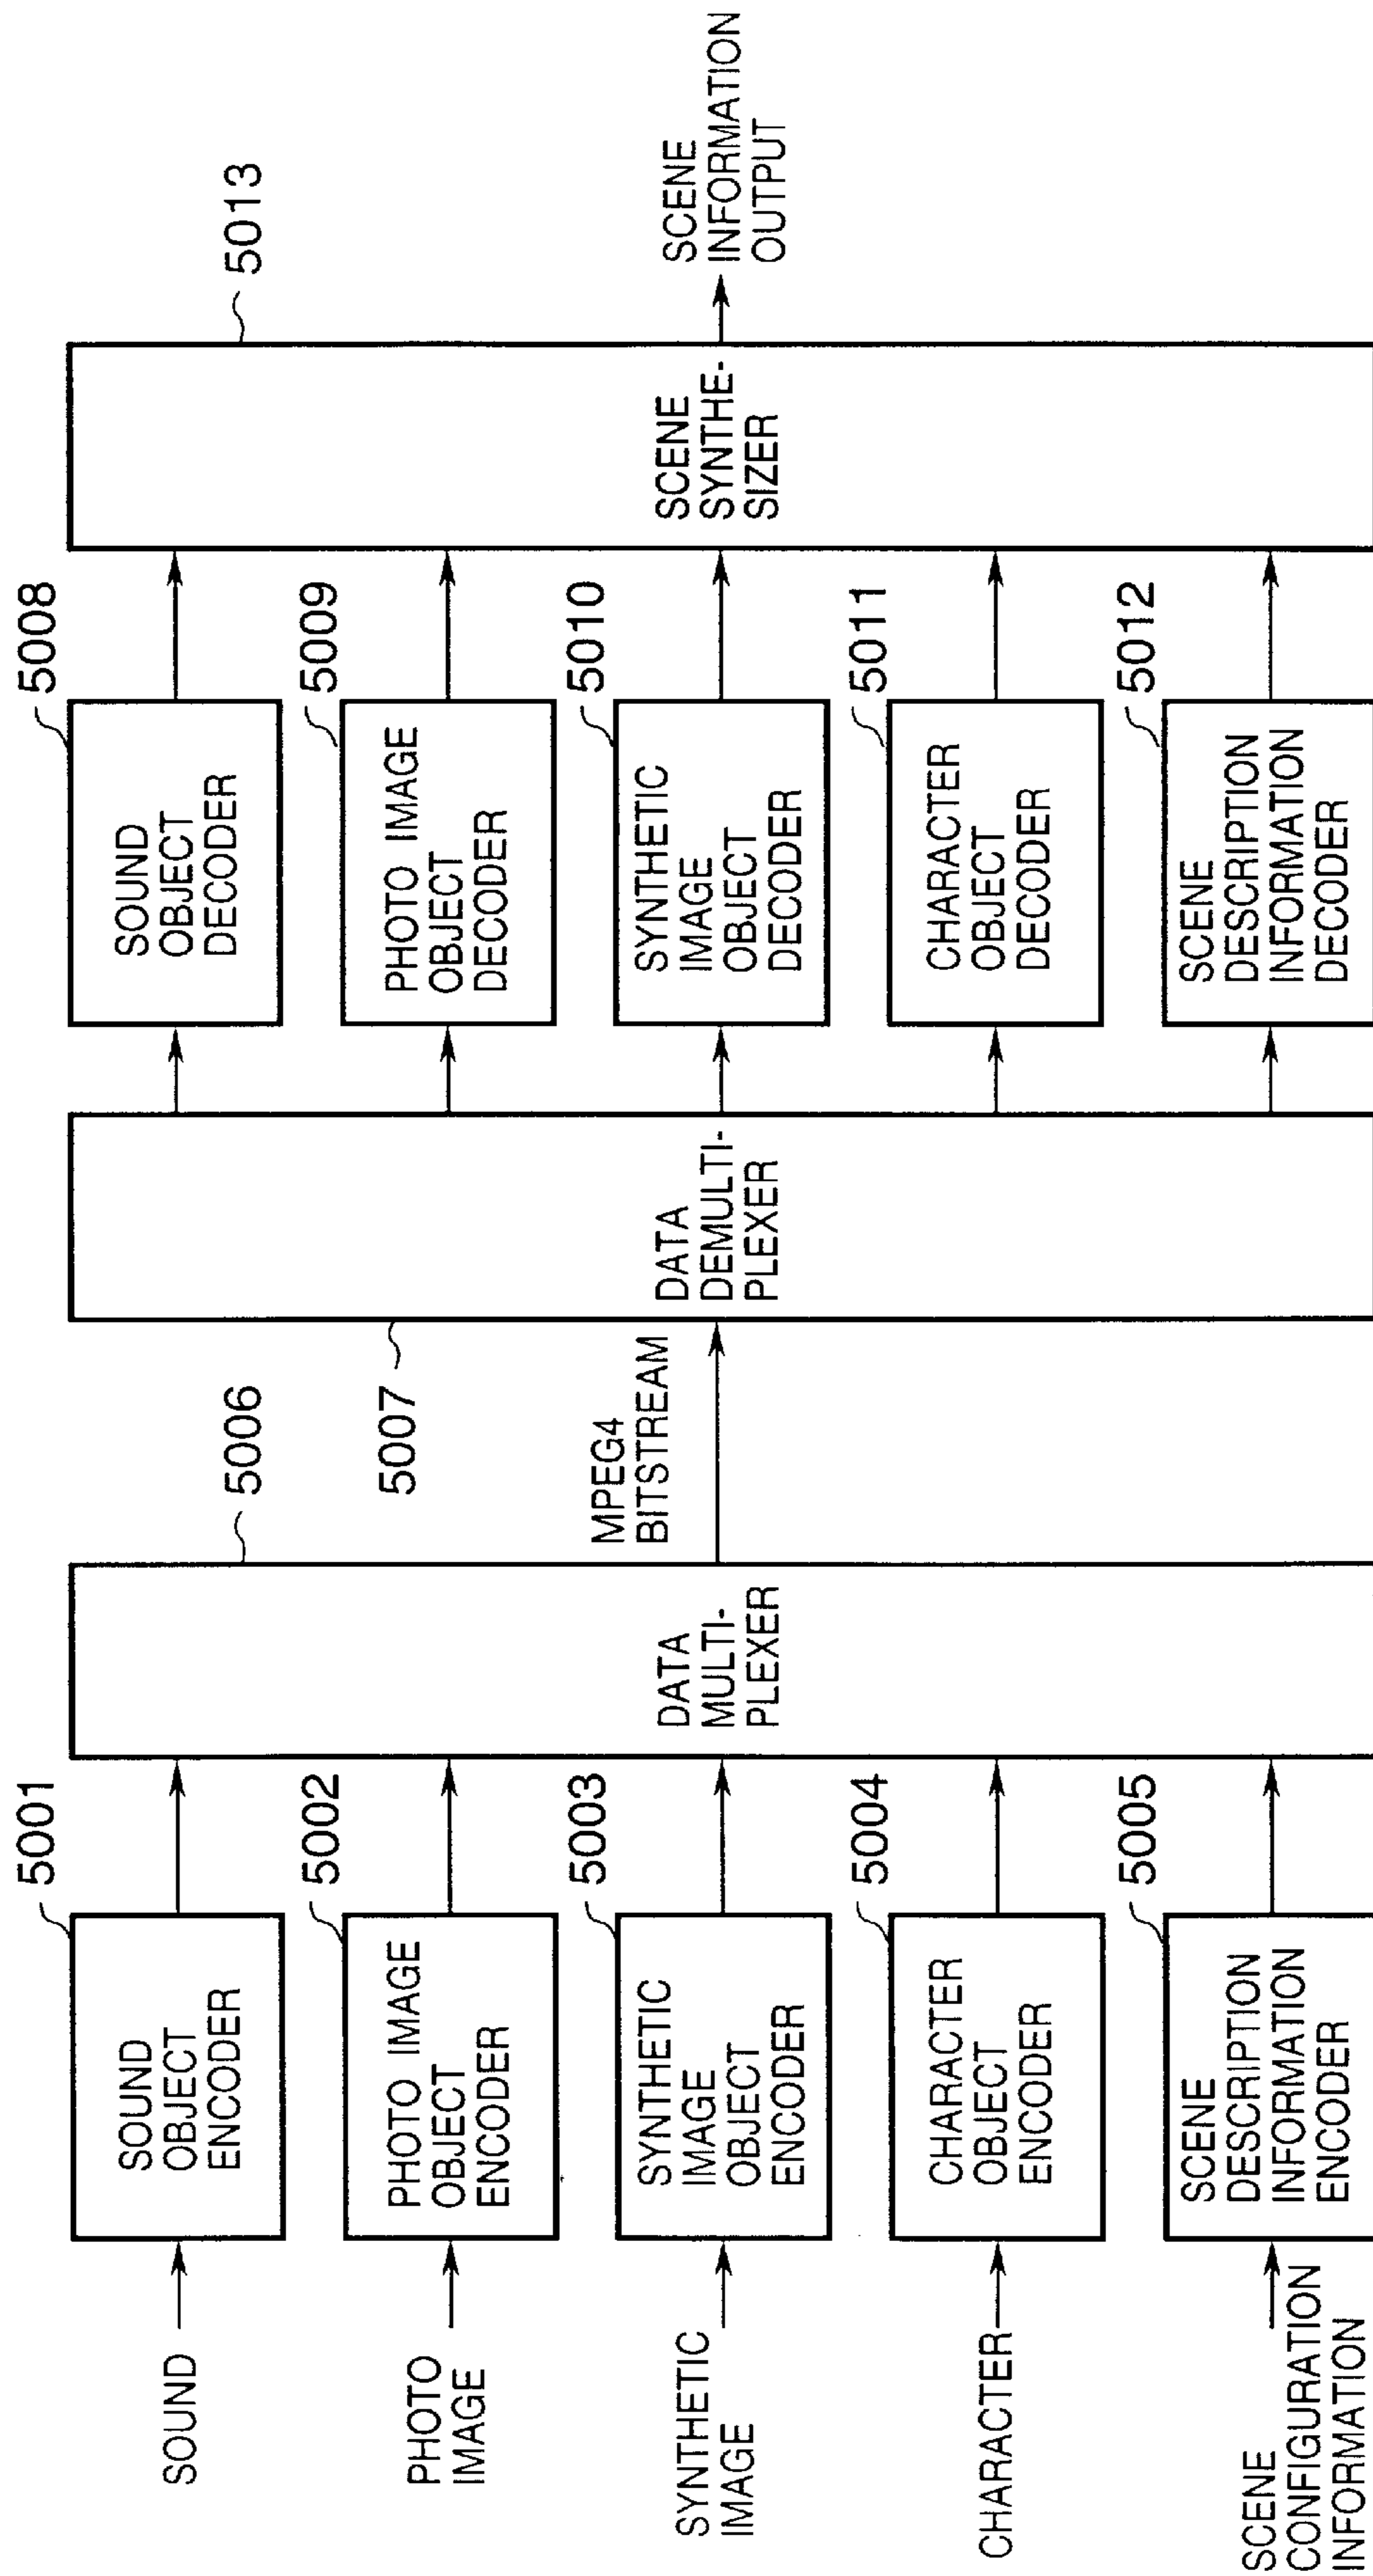 SOUND
PHOTO
IMAGE
SYNTHETIC
IMAGE
CHARACTER
SCENE
CONFIGURATION
INFORMATION
5001
SOUND
OBJECT
ENCODER
5002
PHOTO IMAGE
OBJECT
ENCODER
5003
SYNTHETIC
IMAGE
OBJECT
ENCODER
5004
CHARACTER
OBJECT
ENCODER
5005
SCENE
DESCRIPTION
INFORMATION
ENCODER
5006
DATA
MULTI-
PLEXER
MPEG4
BITSTREAM
5007
DATA
DEMULTI-
PLEXER
5008
SOUND
OBJECT
DECODER
5009
PHOTO IMAGE
OBJECT
DECODER
5010
SYNTHETIC
IMAGE
OBJECT
DECODER
5011
CHARACTER
OBJECT
DECODER
5012
SCENE
DESCRIPTION
INFORMATION
DECODER
5013
SCENE
SYNTHE-
SIZER
SCENE
INFORMATION
OUTPUT